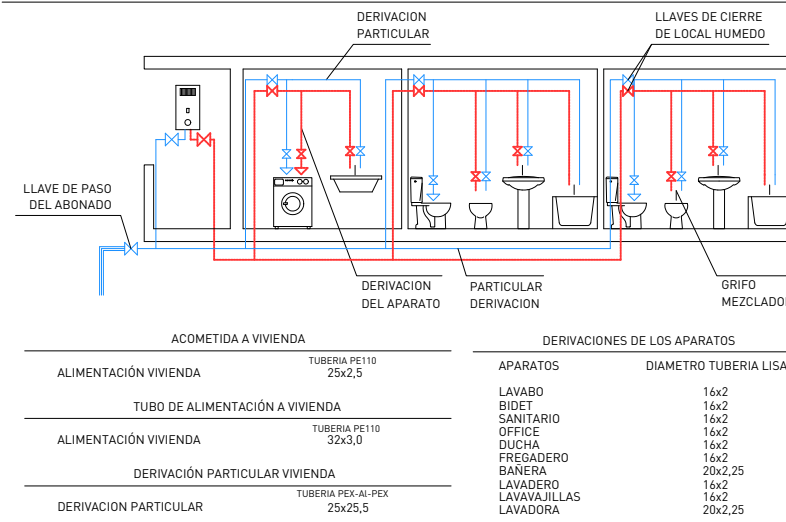 DERIVACION
PARTICULAR
LLAVES DE CIERRE
DE LOCAL HUMEDO
LLAVE DE PASO
DEL ABONADO
DERIVACION
DEL APARATO
PARTICULAR
DERIVACION
GRIFO
MEZCLADOR
ACOMETIDA A VIVIENDA
TUBERIA PE110
ALIMENTACIÓN VIVIENDA 25x2,5
TUBO DE ALIMENTACIÓN A VIVIENDA
TUBERIA PE110
ALIMENTACIÓN VIVIENDA 32x3,0
DERIVACIÓN PARTICULAR VIVIENDA
TUBERIA PEX-Al-PEX
DERIVACION PARTICULAR 25x25,5
DERIVACIONES DE LOS APARATOS
APARATOS DIAMETRO TUBERIA LISA
LAVABO 16x2
BIDET 16x2
SANITARIO 16x2
OFFICE 16x2
DUCHA 16x2
FREGADERO 16x2
BAÑERA 20x2,25
LAVADERO 16x2
LAVAVAJILLAS 16x2
LAVADORA 20x2,25